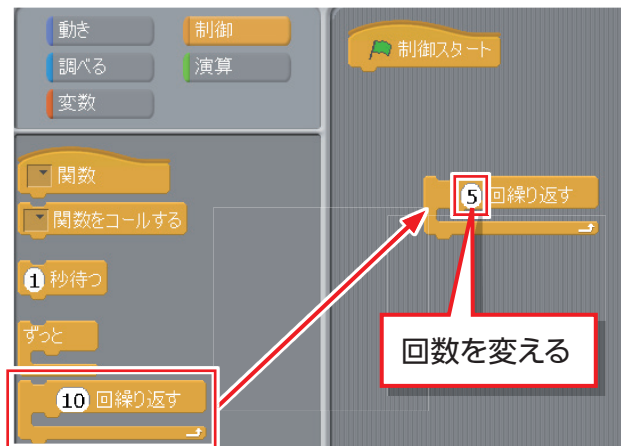 動き
制御
調べる
演算
変数
関数
関数をコールする
1 秒待つ
ずっと
10 回繰り返す
制御スタート
5 回繰り返す
回数を変える